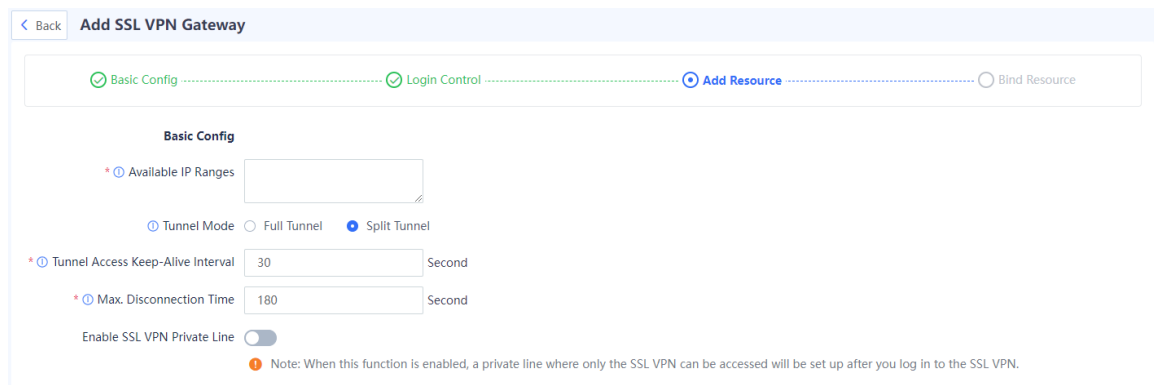 Back Add SSL VPN Gateway
Basic Config Login Control Add Resource Bind Resource
Basic Config
* Available IP Ranges
Tunnel Mode Full Tunnel Split Tunnel
* Tunnel Access Keep-Alive Interval 30 Second
* Max. Disconnection Time 180 Second
Enable SSL VPN Private Line
Note: When this function is enabled, a private line where only the SSL VPN can be accessed will be set up after you log in to the SSL VPN.